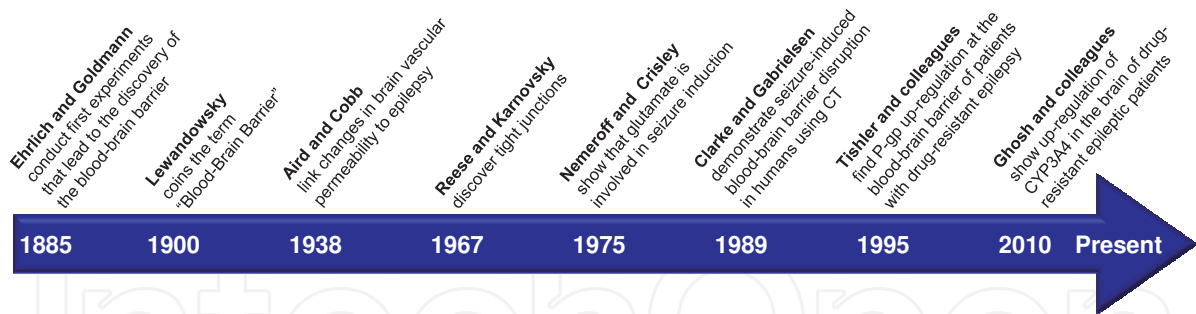 Ehrlich and Goldmann
conduct first experiments
that lead to the discovery of
the blood-brain barrier
Lewandowsky
coins the term
“Blood-Brain Barrier”
Aird and Cobb
link changes in brain vascular
permeability to epilepsy
Reese and Karnovsky
discover tight junctions
Nemeroff and Crisley
show that glutamate is
involved in seizure induction
Clarke and Gabrielsen
demonstrate seizure-induced
blood-brain barrier disruption
in humans using CT
Tishler and colleagues
find P-gp up-regulation at the
blood-brain barrier of patients
with drug-resistant epilepsy
Ghosh and colleagues
show up-regulation of
CYP3A4 in the brain of drug-
resistant epileptic patients
1885 1900 1938 1967 1975 1989 1995 2010 Present
IntechOpen